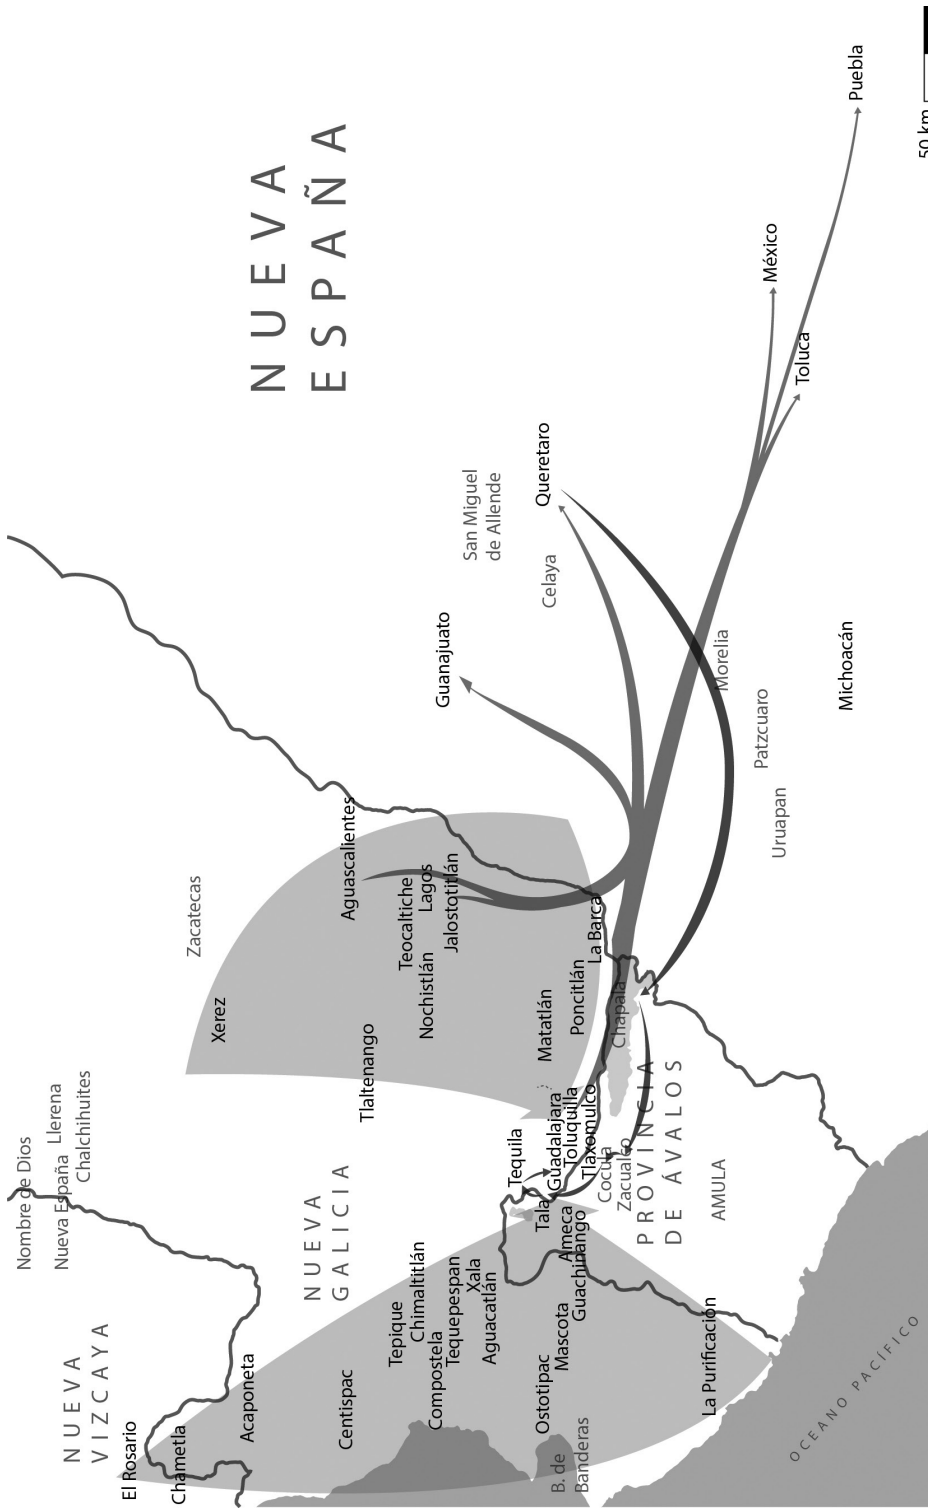 Nombre de Dios
Nueva España
Llerena
Chalchihuites
NUEVA
VIZCAYA
El Rosario
Chametla
Zacatecas
Xerez
Acaponeta
NUEVA
ESPAÑA
NUEVA
GALICIA
Centispac
Aguascalientes
Tlaltenango
Tepique
Chimaltitlán
Teocaltiche
Lagos
Nochistlán
Compostela
Guanajuato
Jalostotitlán
Tequepespan
Xala
Aguacatlán
San Miguel
de Allende
Tequila
Queretaro
Celaya
Matatlán
Tala
Ostotipac
Guadalajara
Mascota
Ameca
Toluquilla
B. de
Banderas
Poncitlán
Guachinango
Tlaxomulco
La Barca
Cocula
Zacualco
Chapala
PROVINCIA
DE ÁVALOS
La Purificación
AMULA
Morelia
Patzcuaro
México
Uruapan
Toluca
Michoacán
Puebla
OCEANO PACÍFICO
50 km